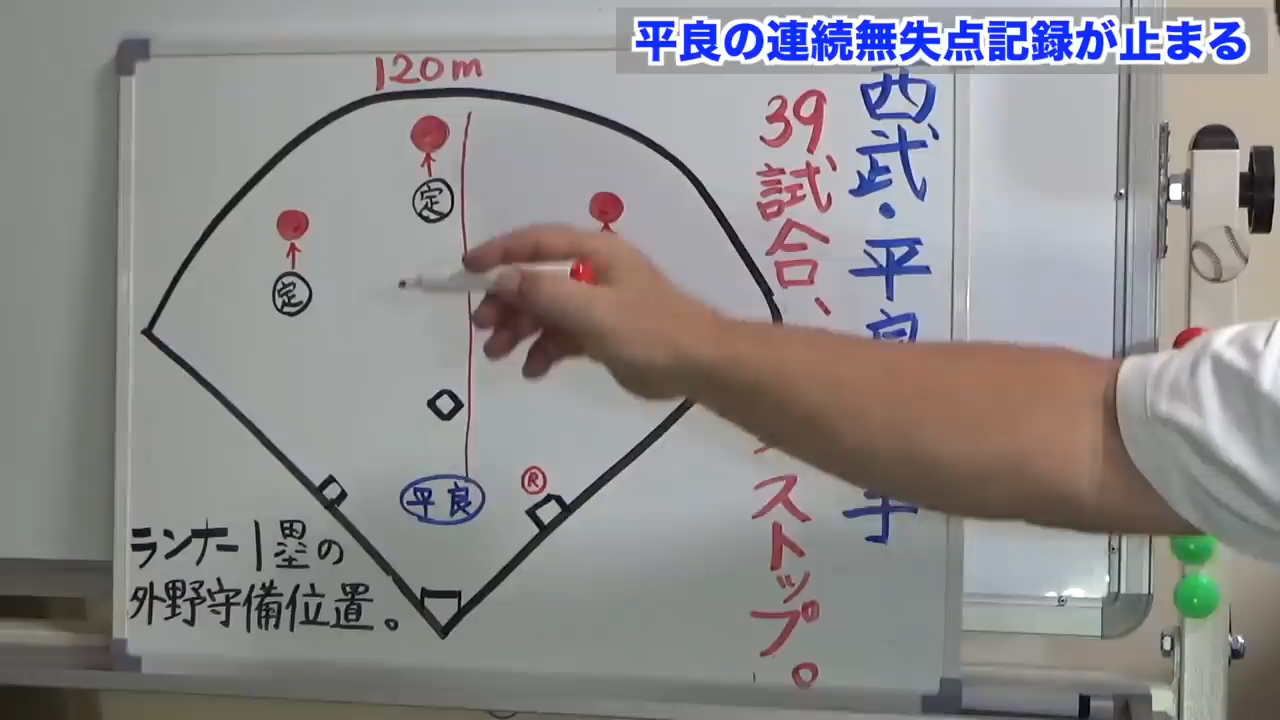 平良の連続無失点記録が止まる
120m
西武・平良
手
39試合、
ストップ。
定
定
平良
R
ランナー1塁の
外野守備位置。